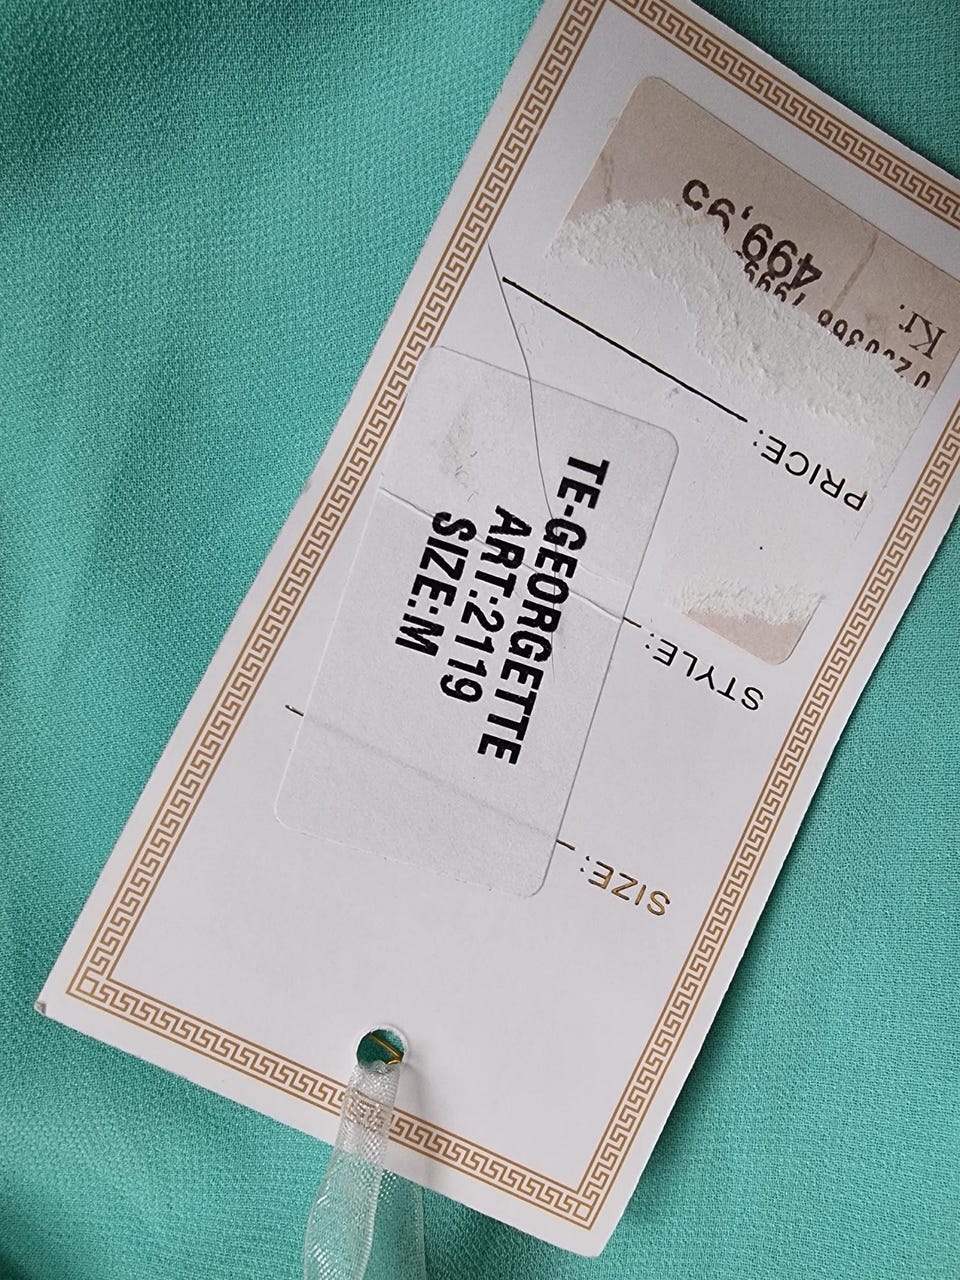 TE-GEORGETTE
ART:2119
SIZE:M
SIZE:
STYLE:
PRICE:
Kr.
499,95